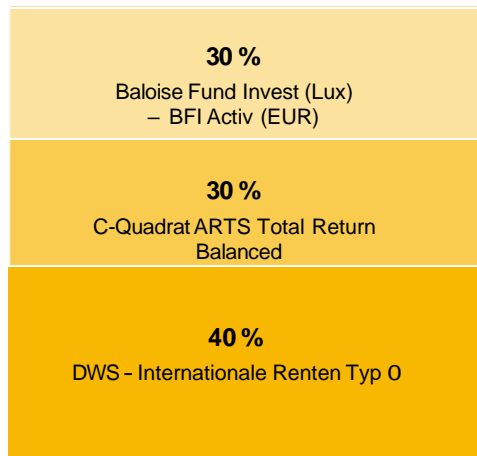 30 %
Baloise Fund Invest (Lux)
– BFI Activ (EUR)
30 %
C-Quadrat ARTS Total Return
Balanced
40 %
DWS – Internationale Renten Typ O